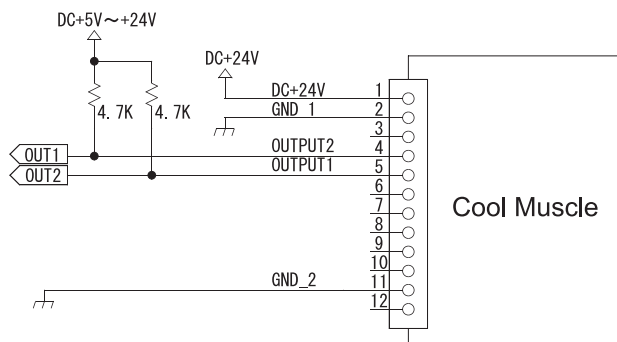 DC+5V～+24V
DC+24V
4.7K
4.7K
DC+24V
1
GND_1
2
3
OUT1
OUTPUT2
4
OUT2
OUTPUT1
5
6
7
Cool Muscle
8
9
10
GND_2
11
12